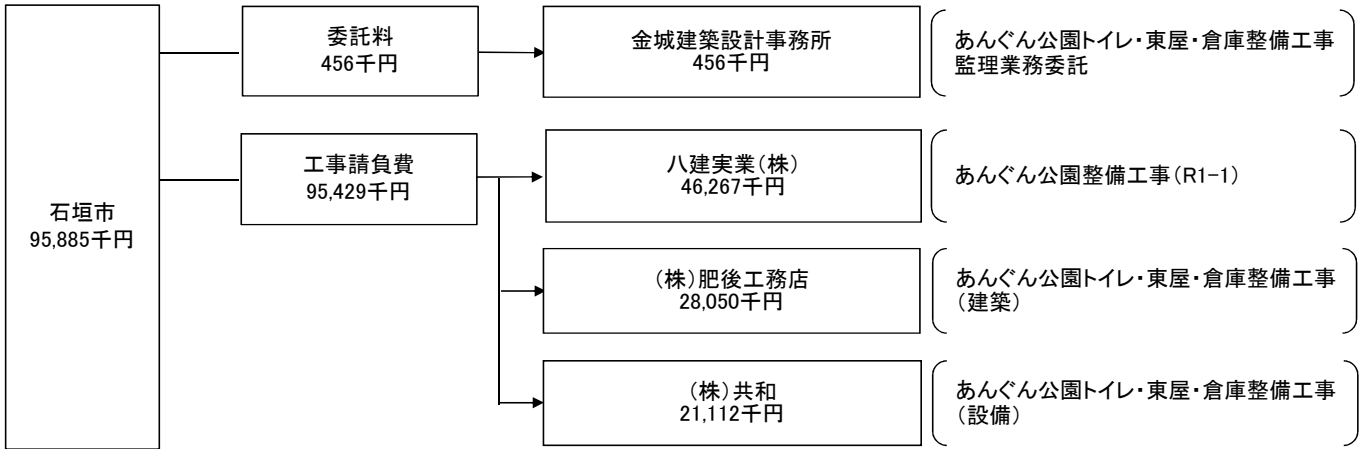 石垣市
95,885千円
委託料
456千円
金城建築設計事務所
456千円
あんぐん公園トイレ・東屋・倉庫整備工事
監理業務委託
工事請負費
95,429千円
八建実業(株)
46,267千円
あんぐん公園整備工事(R1-1)
(株)肥後工務店
28,050千円
あんぐん公園トイレ・東屋・倉庫整備工事
(建築)
(株)共和
21,112千円
あんぐん公園トイレ・東屋・倉庫整備工事
(設備)